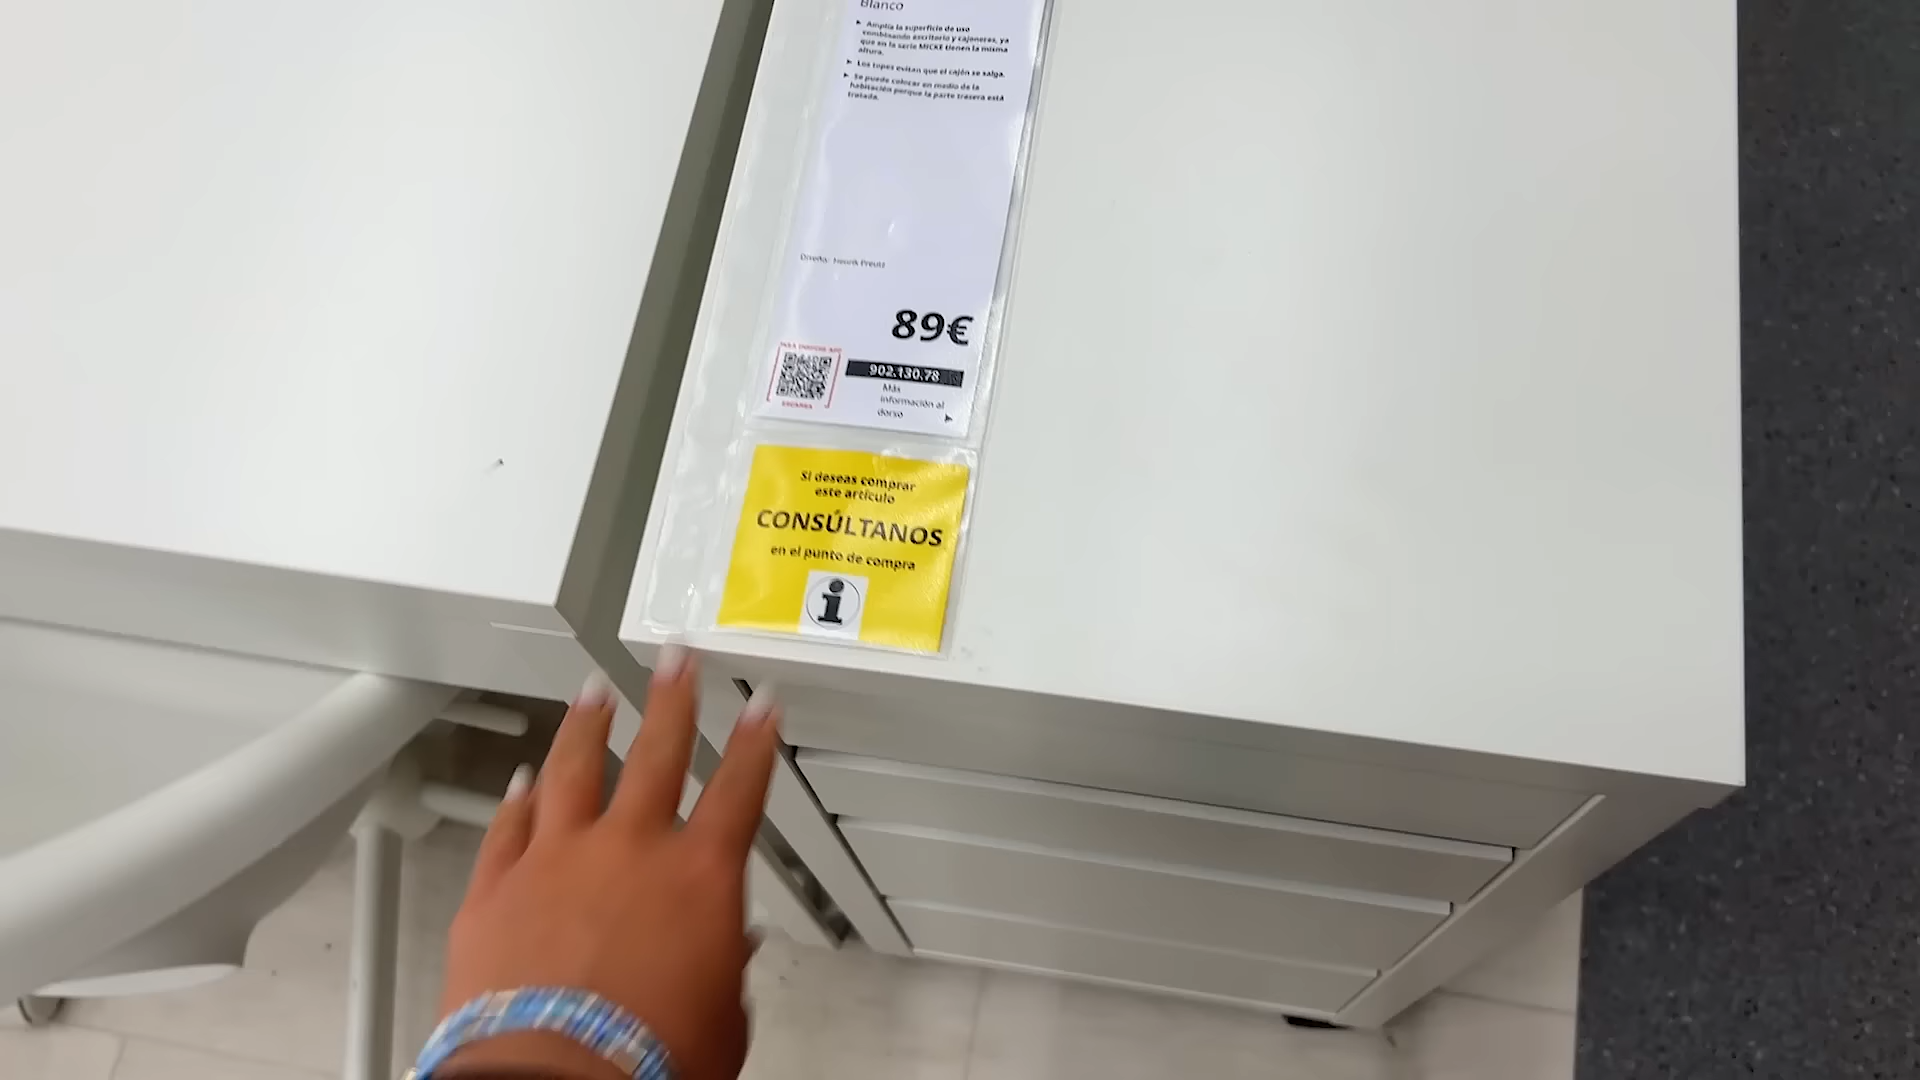 Blanco
Amplía la superficie de uso
combinando escritorio y cajoneras, ya
que en la serie MICKE tienen la misma
altura.
Los topes evitan que el cajón se salga.
Se puede colocar en medio de la
habitación porque la parte trasera está
tratada.
Diseño: Henrik Preutz
89€
902.130.78
Más
información al
dorso
ESCANEA
Si deseas comprar
este artículo
CONSÚLTANOS
en el punto de compra
i